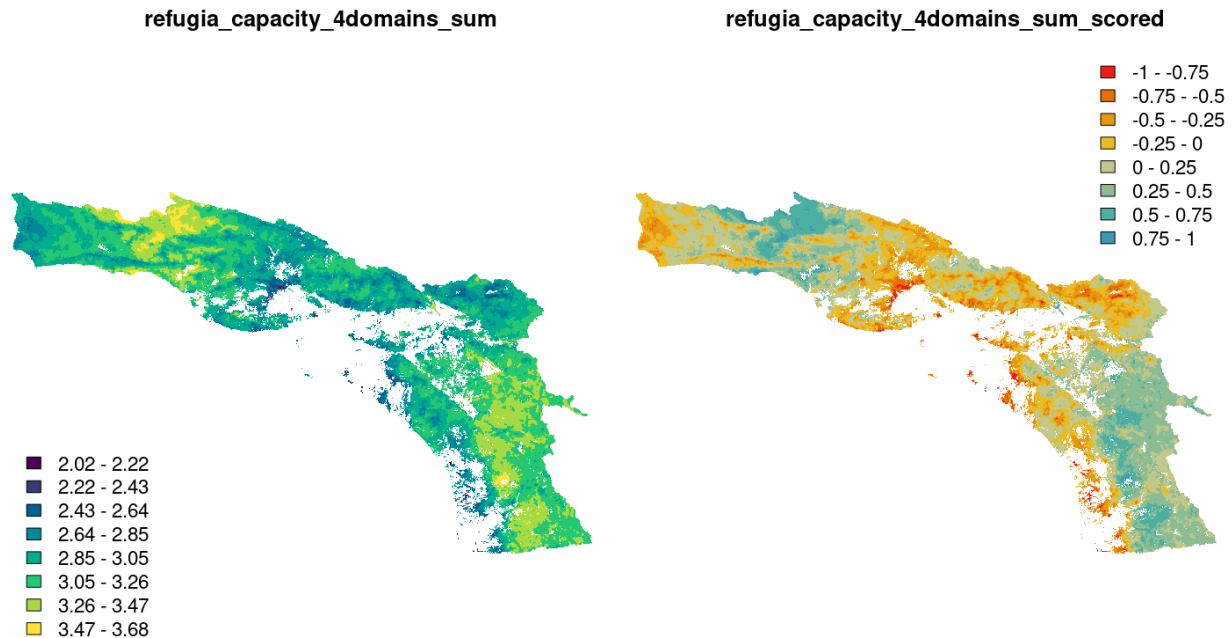 refugia_capacity_4domains_sum
2.02 - 2.22
2.22 - 2.43
2.43 - 2.64
2.64 - 2.85
2.85 - 3.05
3.05 - 3.26
3.26 - 3.47
3.47 - 3.68
refugia_capacity_4domains_sum_scored
-1 - -0.75
-0.75 - -0.5
-0.5 - -0.25
-0.25 - 0
0 - 0.25
0.25 - 0.5
0.5 - 0.75
0.75 - 1